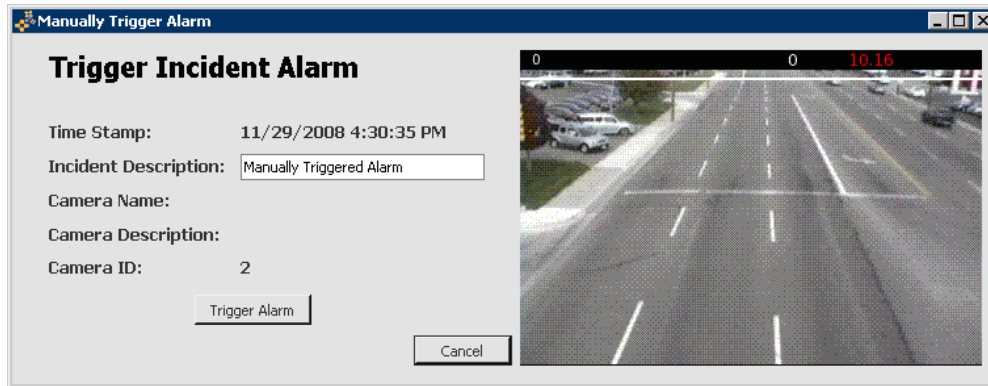 Manually Trigger Alarm
Trigger Incident Alarm
Time Stamp: 11/29/2008 4:30:35 PM
Incident Description: Manually Triggered Alarm
Camera Name:
Camera Description:
Camera ID: 2
Trigger Alarm
Cancel
0 0 10.16